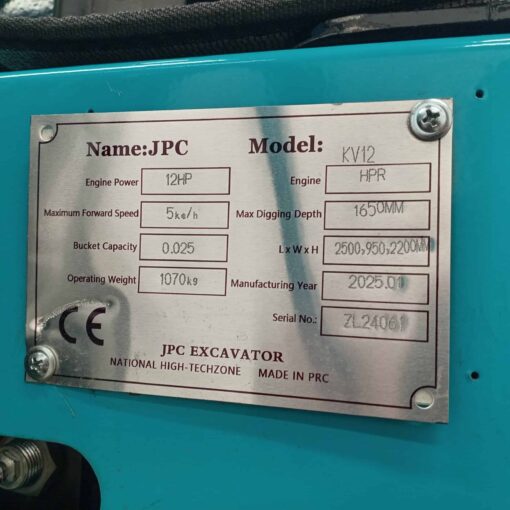 Name:JPC Model: KV12
Engine Power 12HP Engine HPR
Maximum Forward Speed 5ke/h Max Digging Depth 1650MM
Bucket Capacity 0.025 L x W x H 2500,950,2200MM
Operating Weight 1070kg Manufacturing Year 2025.01
Serial No.: ZL24061
CE
JPC EXCAVATOR
NATIONAL HIGH-TECHZONE MADE IN PRC